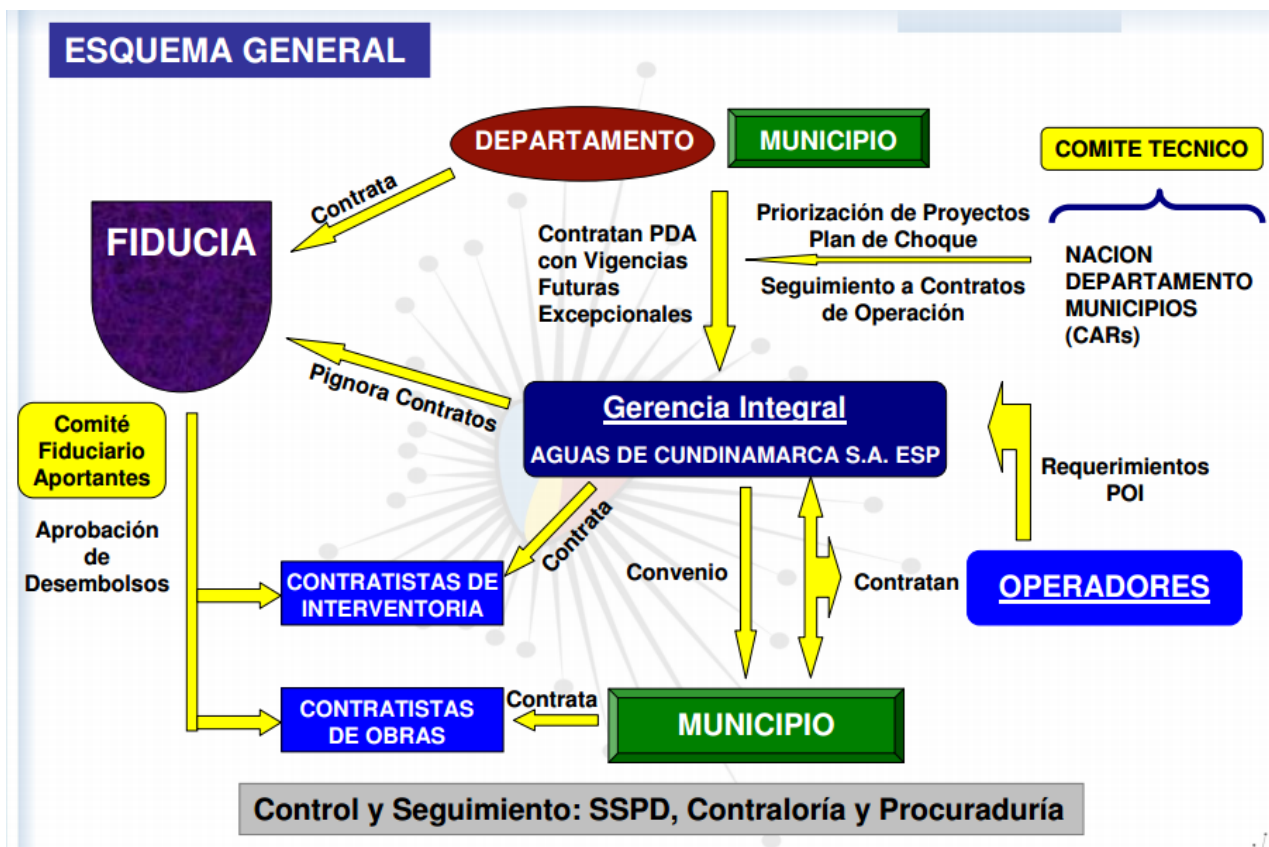 ESQUEMA GENERAL
DEPARTAMENTO
MUNICIPIO
COMITE TECNICO
Contrata
FIDUCIA
Contratan PDA
con Vigencias
Futuras
Excepcionales
Priorización de Proyectos
Plan de Choque
Seguimiento a Contratos
de Operación
NACION
DEPARTAMENTO
MUNICIPIOS
(CARs)
Pignora Contratos
Gerencia Integral
AGUAS DE CUNDINAMARCA S.A. ESP
Comité
Fiduciario
Aportantes
Requerimientos
POI
Aprobación
de
Desembolsos
Contrata
CONTRATISTAS DE
INTERVENTORIA
Convenio
Contratan
OPERADORES
CONTRATISTAS
DE OBRAS
Contrata
MUNICIPIO
Control y Seguimiento: SSPD, Contraloría y Procuraduría